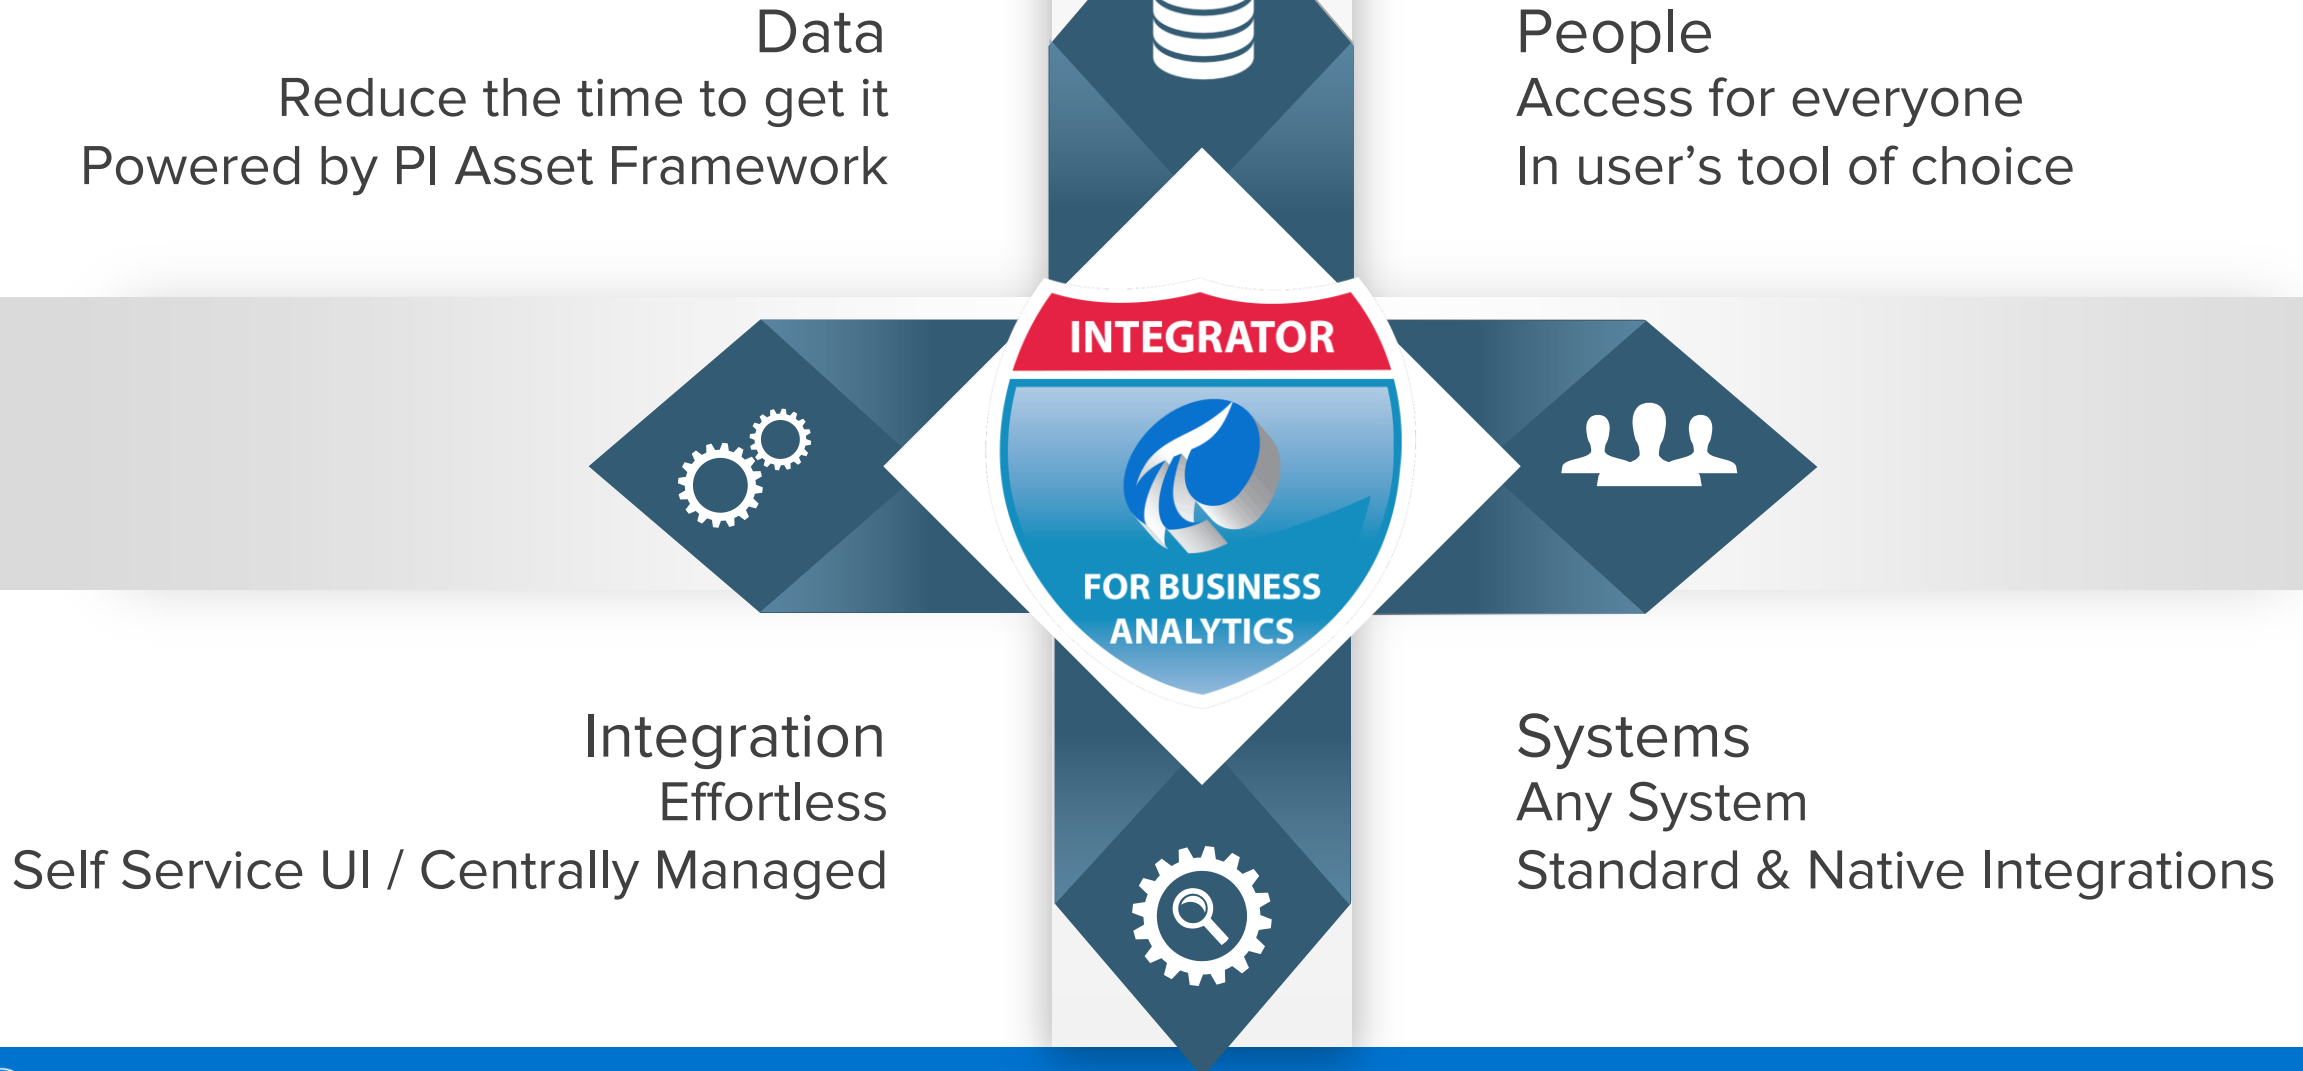 Data
Reduce the time to get it
Powered by PI Asset Framework
People
Access for everyone
In user’s tool of choice
INTEGRATOR
FOR BUSINESS
ANALYTICS
Integration
Effortless
Self Service UI / Centrally Managed
Systems
Any System
Standard & Native Integrations